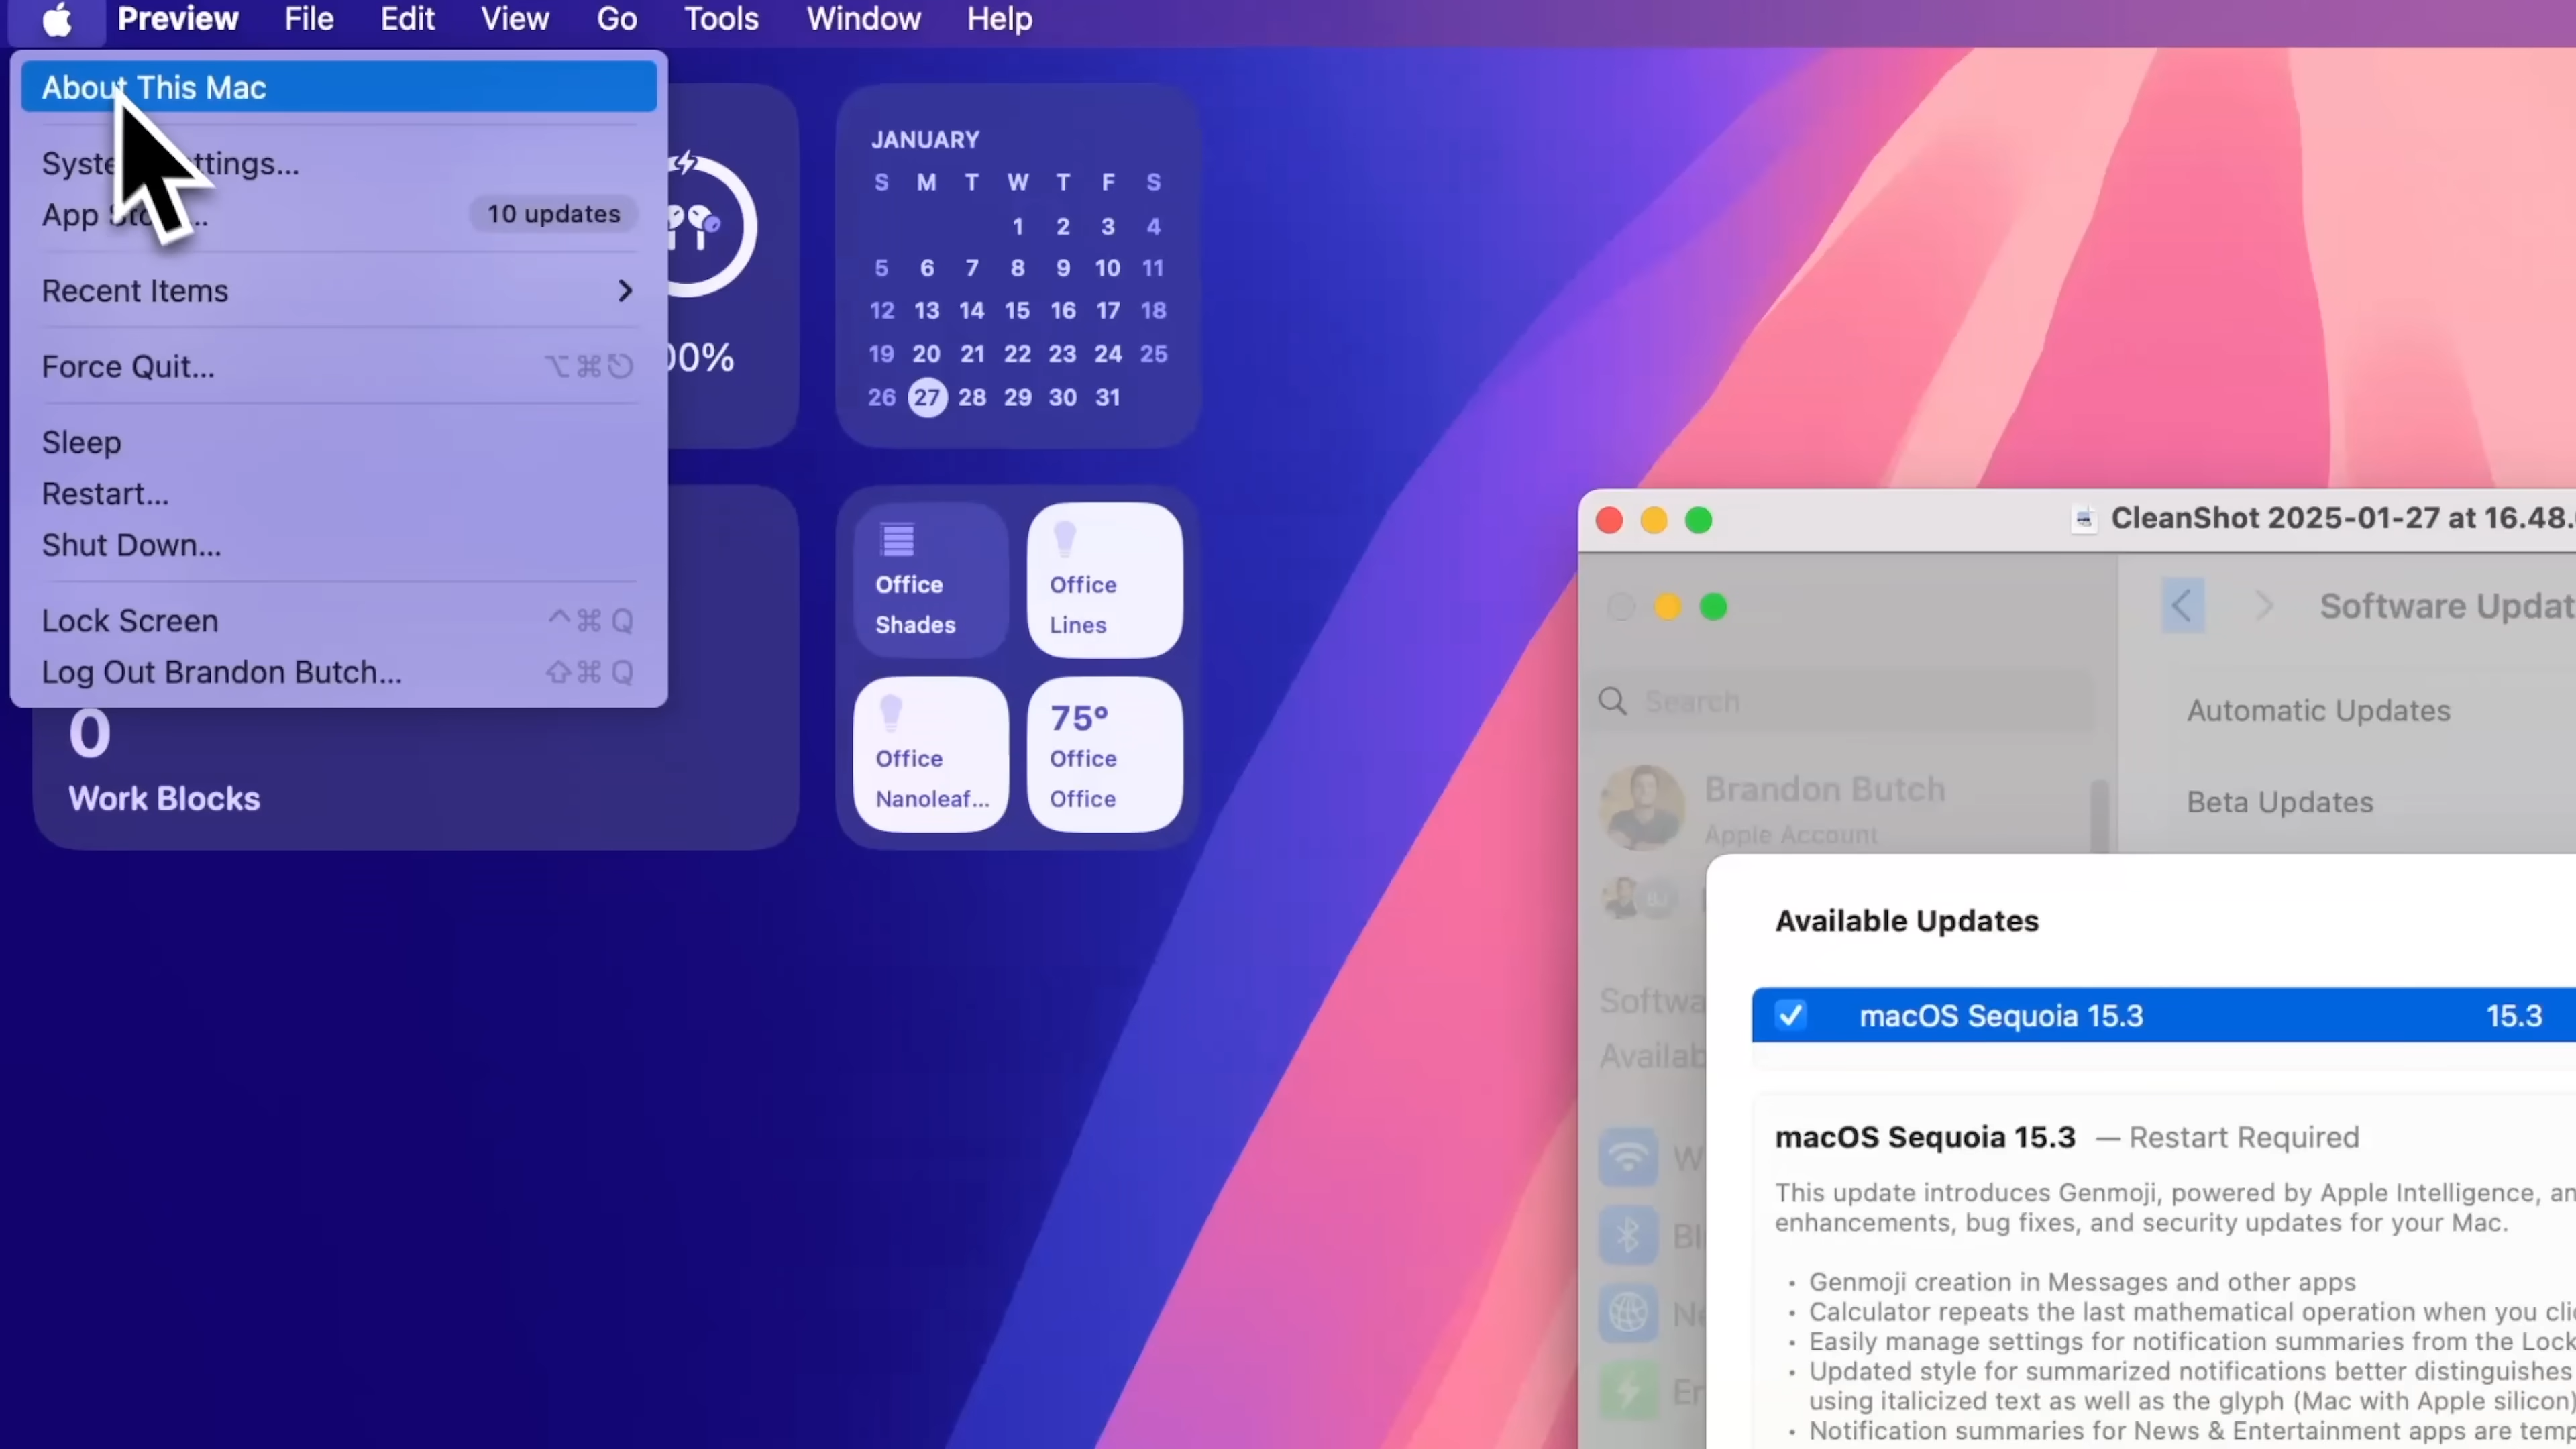 Preview File Edit View Go Tools Window Help
About This Mac
App
10 updates
Recent Items
Force Quit... ⌥⌘⎋
Sleep
Restart...
Shut Down...
Lock Screen ^⌘Q
Log Out Brandon Butch... ⇧⌘Q
0
Work Blocks
JANUARY
S M T W T F S
1 2 3 4
5 6 7 8 9 10 11
12 13 14 15 16 17 18
19 20 21 22 23 24 25
26 27 28 29 30 31
Office
Shades
Office
Lines
Office
Nanoleaf...
75°
Office
Office
CleanShot 2025-01-27 at 16.48.
Search
Brandon Butch
Apple Account
Softwa
Availab
W
Bl
Ne
En
Software Updat
Automatic Updates
Beta Updates
Available Updates
macOS Sequoia 15.3 15.3
macOS Sequoia 15.3 — Restart Required
This update introduces Genmoji, powered by Apple Intelligence, an
enhancements, bug fixes, and security updates for your Mac.
• Genmoji creation in Messages and other apps
• Calculator repeats the last mathematical operation when you cli
• Easily manage settings for notification summaries from the Lock
• Updated style for summarized notifications better distinguishes
using italicized text as well as the glyph (Mac with Apple silicon)
• Notification summaries for News & Entertainment apps are temp